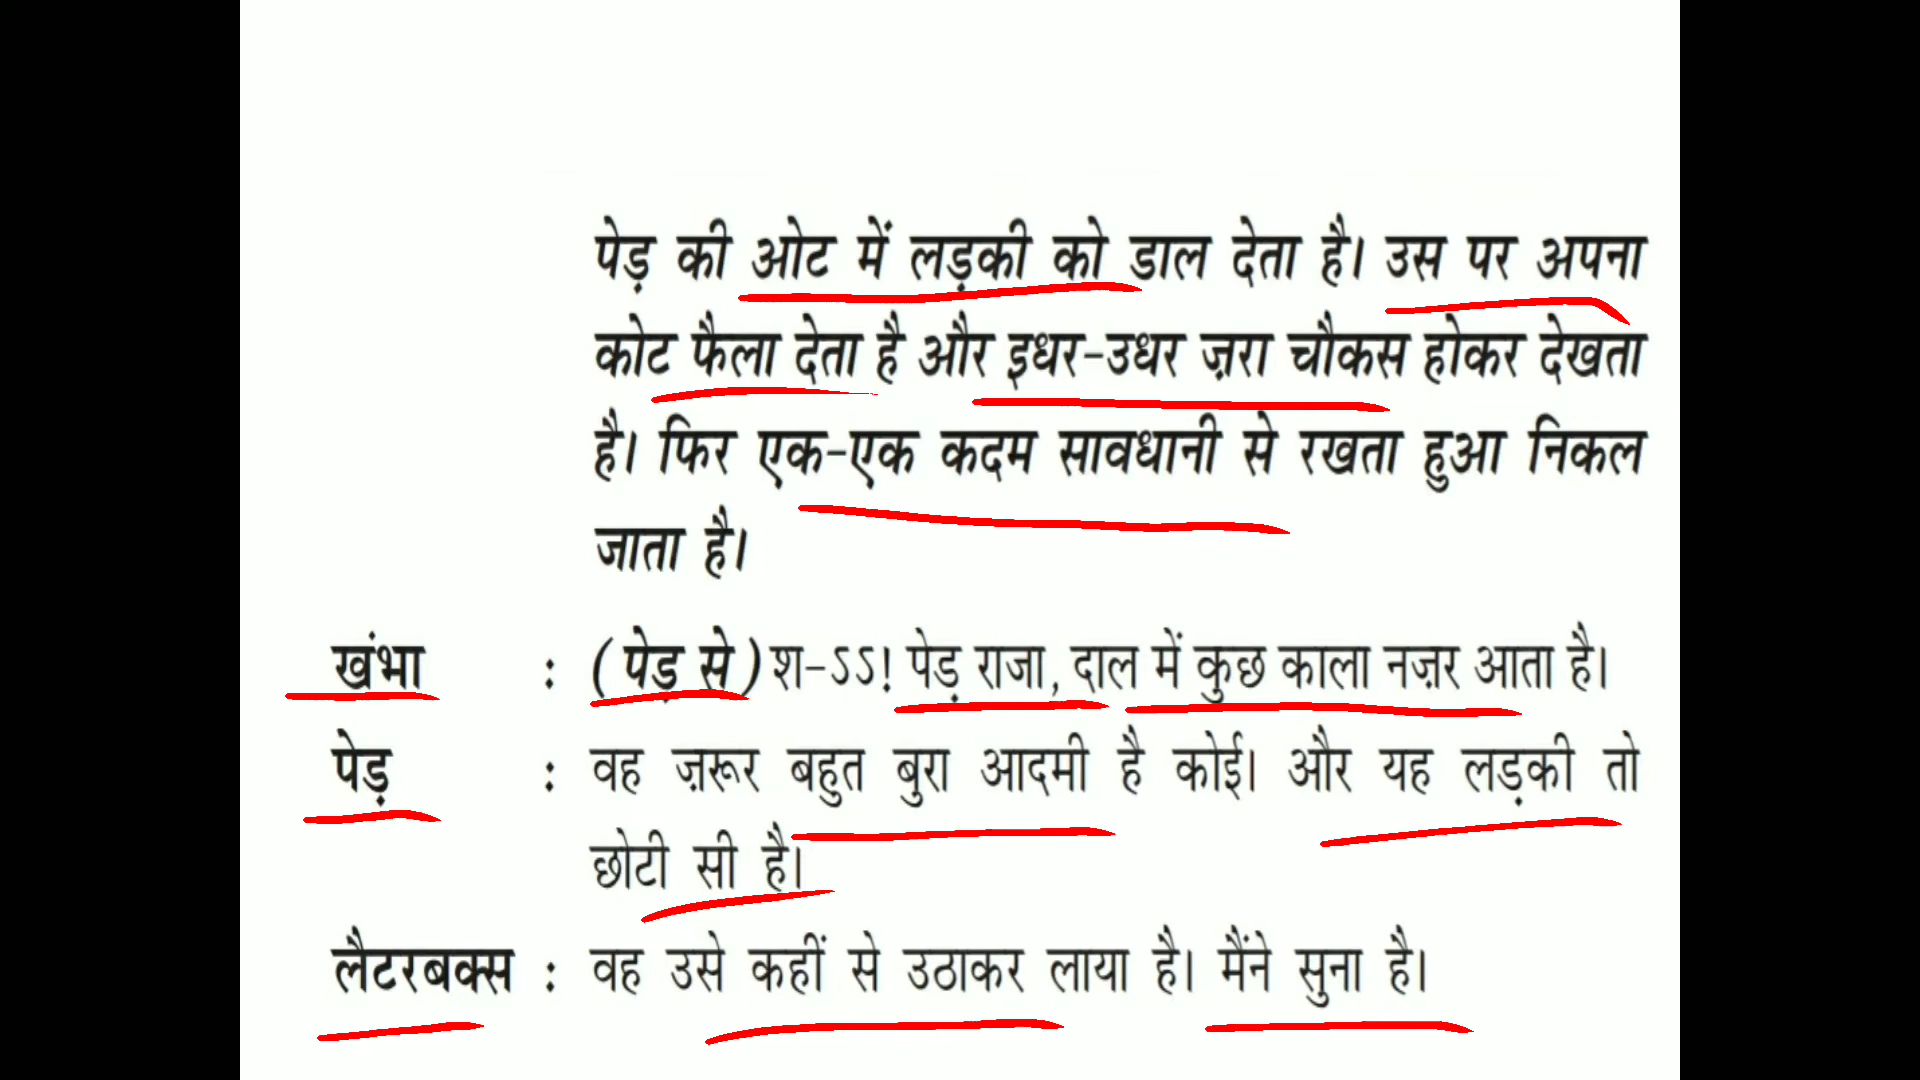 पेड़ की ओट में लड़की को डाल देता है। उस पर अपना
कोट फैला देता है और इधर-उधर ज़रा चौकस होकर देखता
है। फिर एक-एक कदम सावधानी से रखता हुआ निकल
जाता है।
खंभा : (पेड़ से) श-ऽऽ! पेड़ राजा, दाल में कुछ काला नज़र आता है।
पेड़ : वह ज़रूर बहुत बुरा आदमी है कोई। और यह लड़की तो
छोटी सी है।
लैटरबक्स : वह उसे कहीं से उठाकर लाया है। मैंने सुना है।